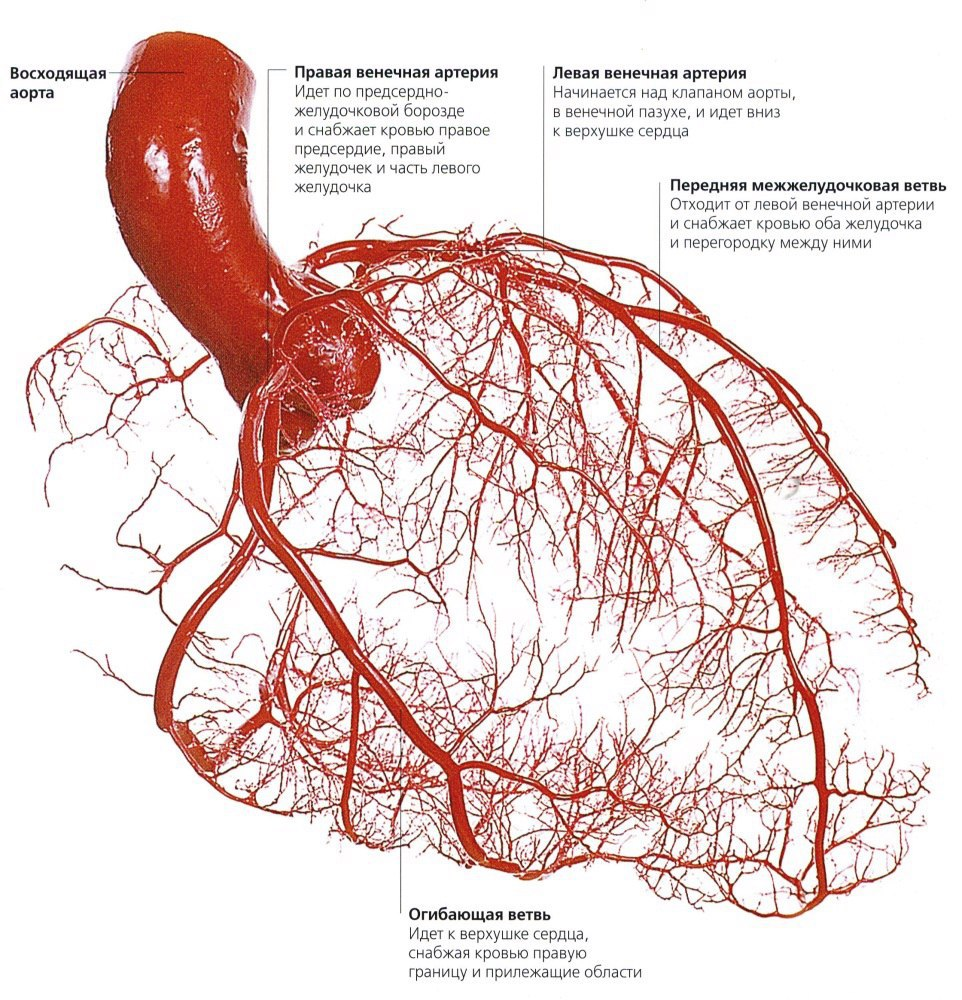 Восходящая
аорта
Правая венечная артерия
Идет по предсердно-
желудочковой борозде
и снабжает кровью правое
предсердие, правый
желудочек и часть левого
желудочка
Левая венечная артерия
Начинается над клапаном аорты,
в венечной пазухе, и идет вниз
к верхушке сердца
Передняя межжелудочковая ветвь
Отходит от левой венечной артерии
и снабжает кровью оба желудочка
и перегородку между ними
Огибающая ветвь
Идет к верхушке сердца,
снабжая кровью правую
границу и прилежащие области